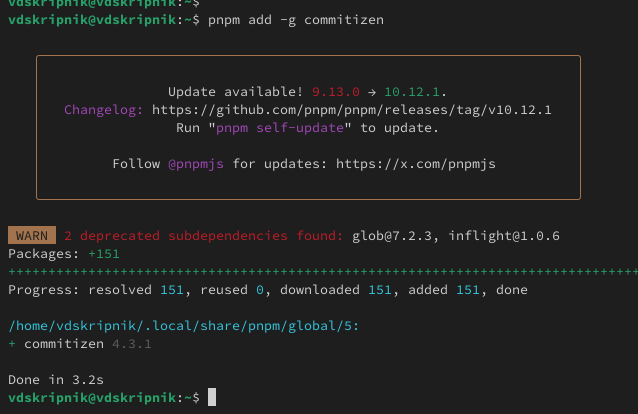 vdskripnik@vdskripnik:~$
vdskripnik@vdskripnik:~$ pnpm add -g commitizen
Update available! 9.13.0 → 10.12.1.
Changelog: https://github.com/pnpm/pnpm/releases/tag/v10.12.1
Run "pnpm self-update" to update.
Follow @pnpmjs for updates: https://x.com/pnpmjs
WARN 2 deprecated subdependencies found: glob@7.2.3, inflight@1.0.6
Packages: +151
+++++++++++++++++++++++++++++++++++++++++++++++++++++++++++++++++++++++++++++++
Progress: resolved 151, reused 0, downloaded 151, added 151, done
/home/vdskripnik/.local/share/pnpm/global/5:
+ commitizen 4.3.1
Done in 3.2s
vdskripnik@vdskripnik:~$